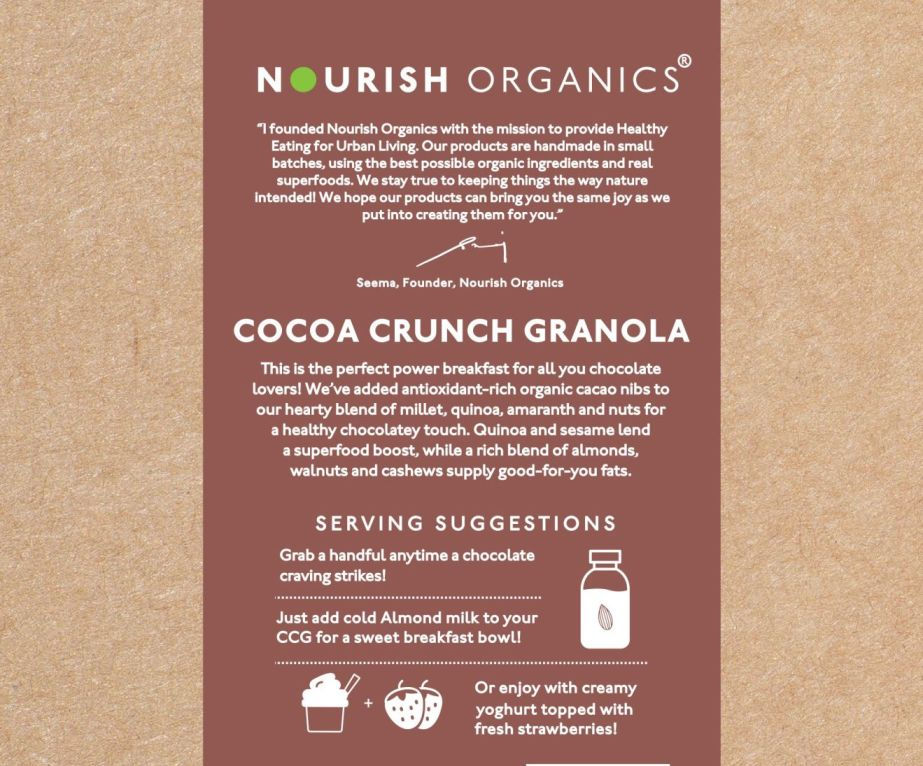 NOURISH ORGANICS®
“I founded Nourish Organics with the mission to provide Healthy
Eating for Urban Living. Our products are handmade in small
batches, using the best possible organic ingredients and real
superfoods. We stay true to keeping things the way nature
intended! We hope our products can bring you the same joy as we
put into creating them for you.”
Seema, Founder, Nourish Organics
COCOA CRUNCH GRANOLA
This is the perfect power breakfast for all you chocolate
lovers! We’ve added antioxidant-rich organic cacao nibs to
our hearty blend of millet, quinoa, amaranth and nuts for
a healthy chocolatey touch. Quinoa and sesame lend
a superfood boost, while a rich blend of almonds,
walnuts and cashews supply good-for-you fats.
SERVING SUGGESTIONS
Grab a handful anytime a chocolate
craving strikes!
Just add cold Almond milk to your
CCG for a sweet breakfast bowl!
+
Or enjoy with creamy
yoghurt topped with
fresh strawberries!